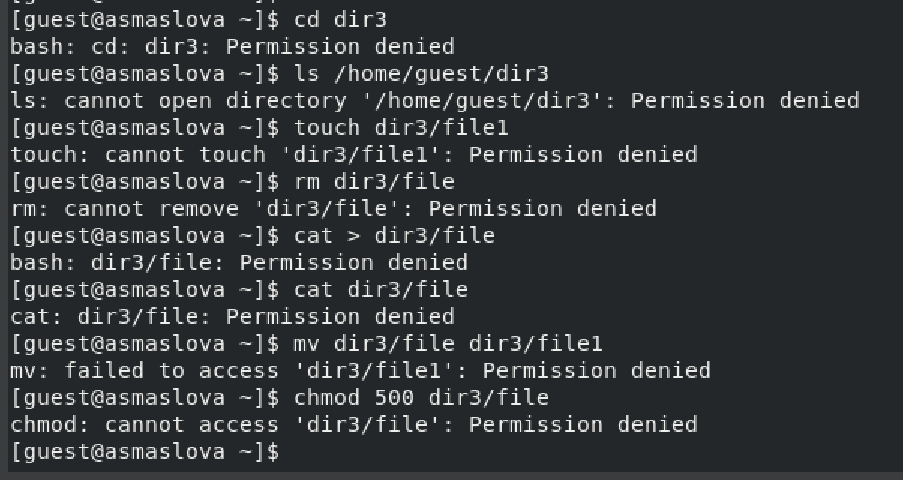 [guest@asmaslova ~]$ cd dir3
bash: cd: dir3: Permission denied
[guest@asmaslova ~]$ ls /home/guest/dir3
ls: cannot open directory '/home/guest/dir3': Permission denied
[guest@asmaslova ~]$ touch dir3/file1
touch: cannot touch 'dir3/file1': Permission denied
[guest@asmaslova ~]$ rm dir3/file
rm: cannot remove 'dir3/file': Permission denied
[guest@asmaslova ~]$ cat > dir3/file
bash: dir3/file: Permission denied
[guest@asmaslova ~]$ cat dir3/file
cat: dir3/file: Permission denied
[guest@asmaslova ~]$ mv dir3/file dir3/file1
mv: failed to access 'dir3/file1': Permission denied
[guest@asmaslova ~]$ chmod 500 dir3/file
chmod: cannot access 'dir3/file': Permission denied
[guest@asmaslova ~]$